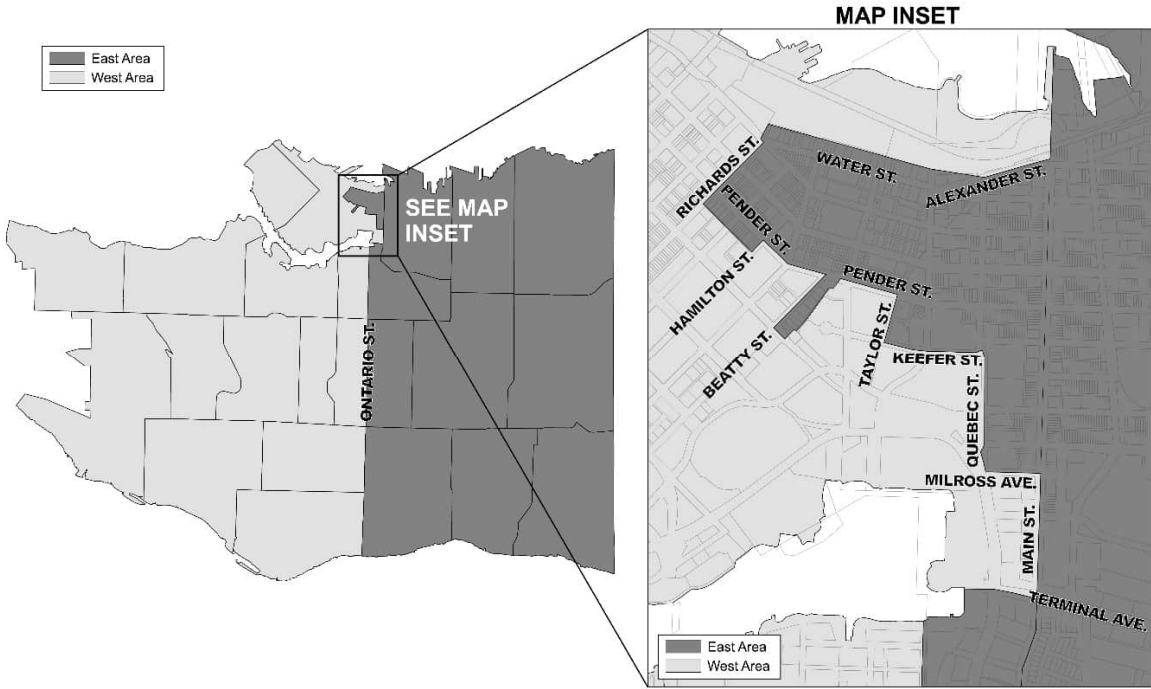 MAP INSET
East Area
West Area
SEE MAP
INSET
ONTARIO ST.
RICHARDS ST.
WATER ST.
ALEXANDER ST.
PENDER ST.
HAMILTON ST.
PENDER ST.
BEATTY ST.
TAYLOR ST.
KEEFER ST.
QUEBEC ST.
MILROSS AVE.
MAIN ST.
TERMINAL AVE.
East Area
West Area